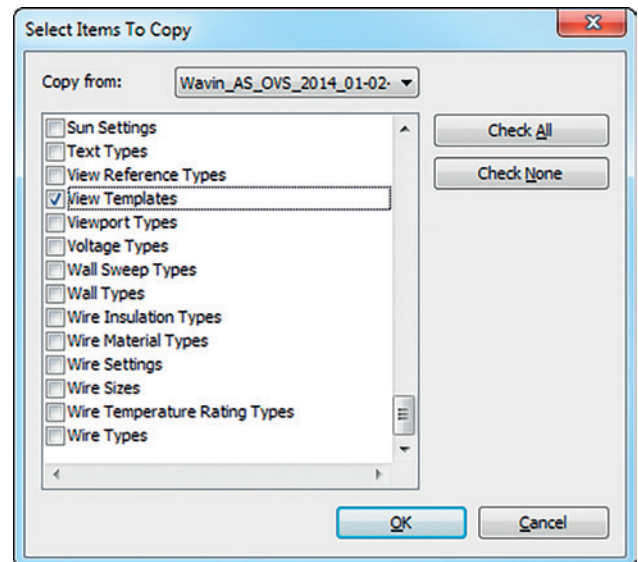 Select Items To Copy
Copy from: Wavin_AS_OVS_2014_01-02-
Sun Settings
Text Types
View Reference Types
View Templates
Viewport Types
Voltage Types
Wall Sweep Types
Wall Types
Wire Insulation Types
Wire Material Types
Wire Settings
Wire Sizes
Wire Temperature Rating Types
Wire Types
Check All
Check None
OK
Cancel